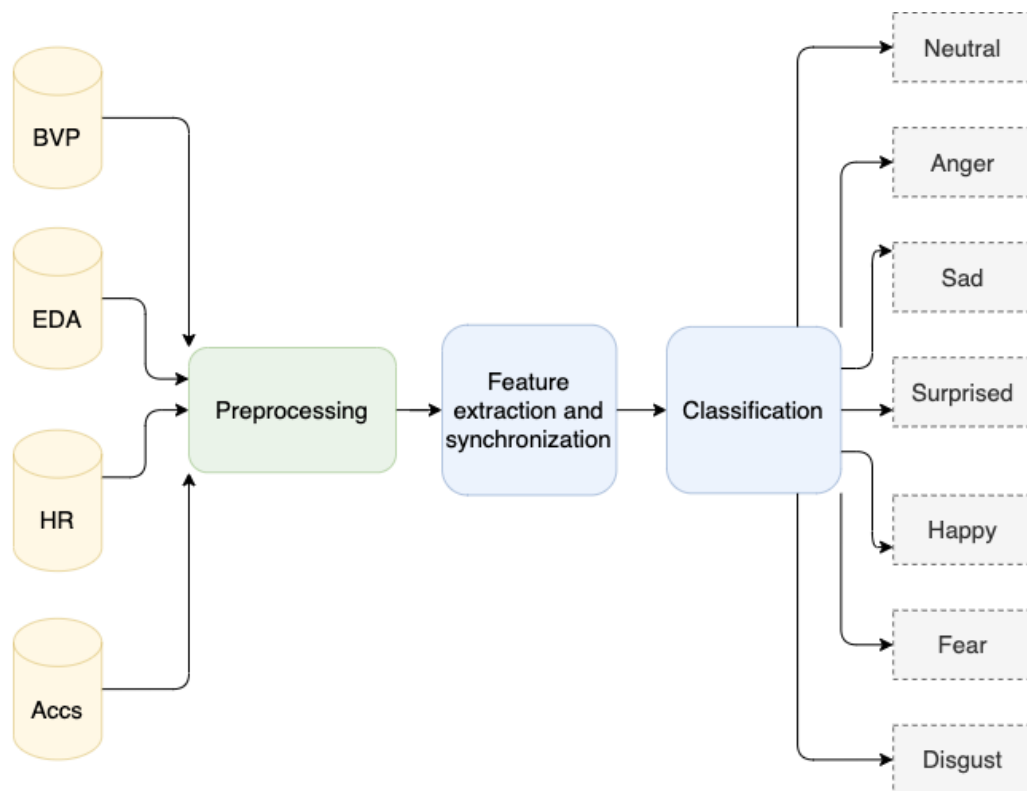 BVP
EDA
HR
Accs
Preprocessing
Feature
extraction and
synchronization
Classification
Neutral
Anger
Sad
Surprised
Happy
Fear
Disgust